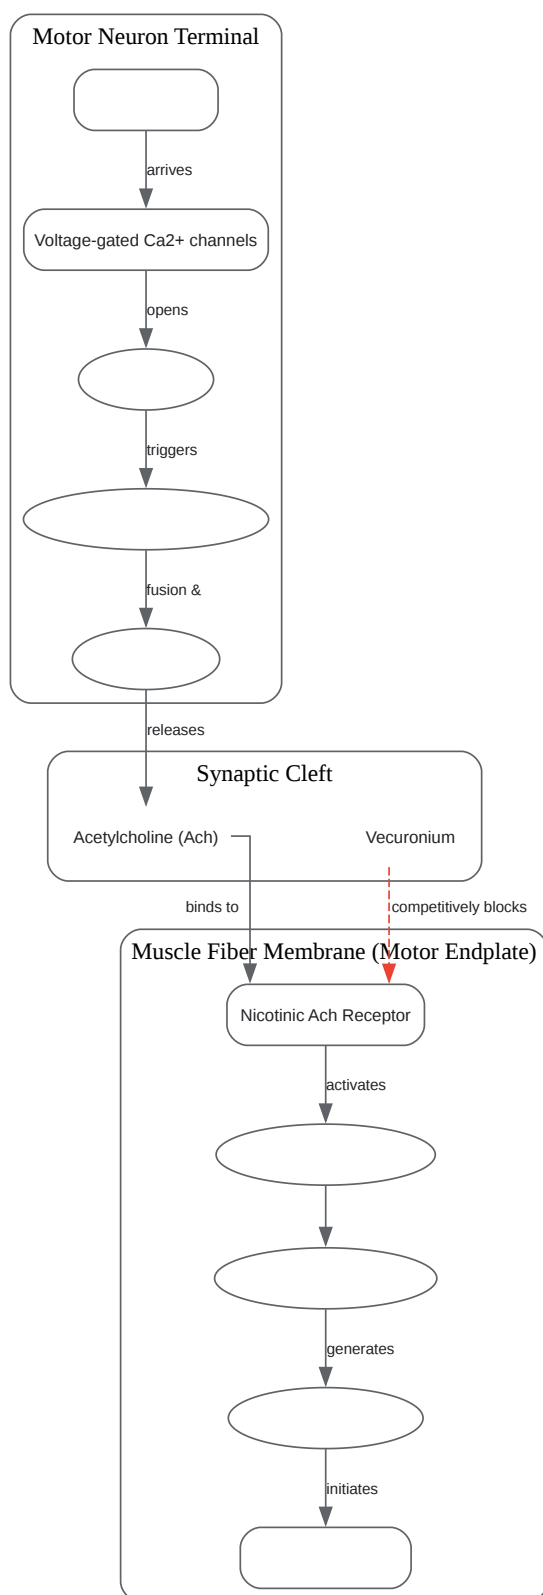 Motor Neuron Terminal
arrives
Voltage-gated Ca2+ channels
opens
triggers
fusion &
releases
Synaptic Cleft
Acetylcholine (Ach)
Vecuronium
binds to
competitively blocks
Muscle Fiber Membrane (Motor Endplate)
Nicotinic Ach Receptor
activates
generates
initiates